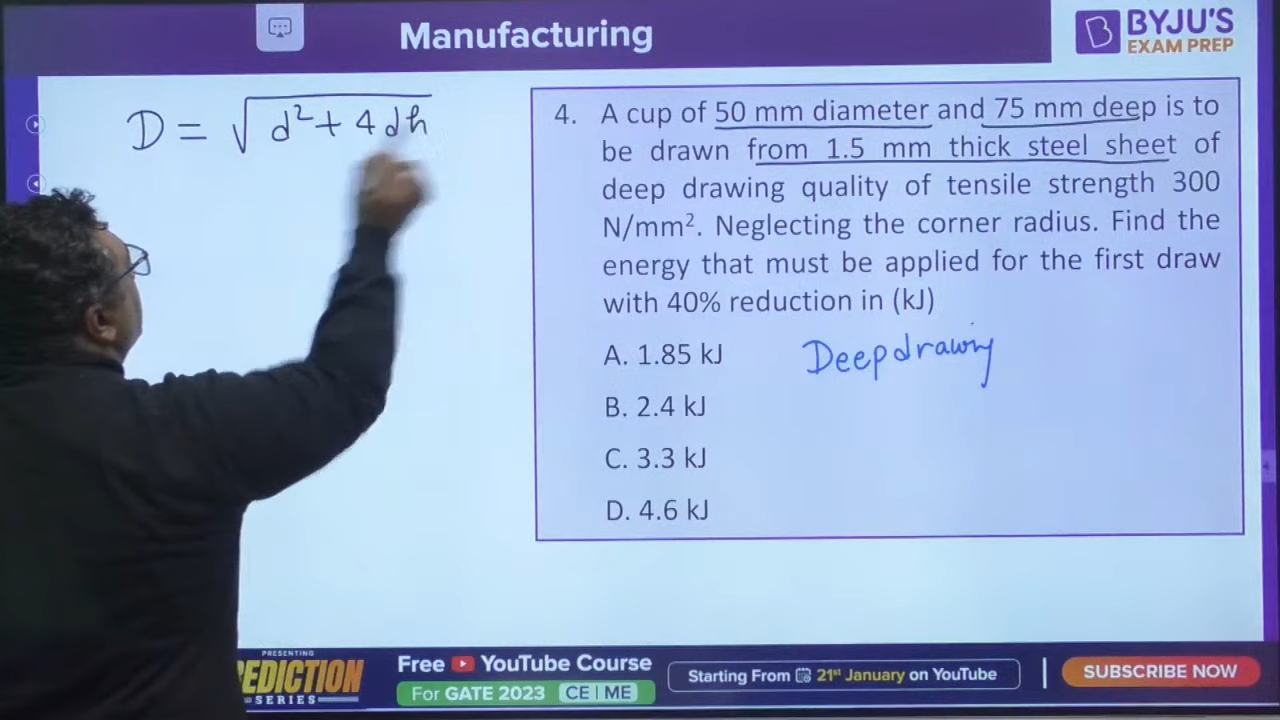 Manufacturing
BYJU'S
EXAM PREP
D = √d²+4dh
4. A cup of 50 mm diameter and 75 mm deep is to
be drawn from 1.5 mm thick steel sheet of
deep drawing quality of tensile strength 300
N/mm². Neglecting the corner radius. Find the
energy that must be applied for the first draw
with 40% reduction in (kJ)
A. 1.85 kJ
Deep drawing
B. 2.4 kJ
C. 3.3 kJ
D. 4.6 kJ
PRESENTING
EDICTION
SERIES
Free YouTube Course
For GATE 2023 CE | ME
Starting From 21st January on YouTube
SUBSCRIBE NOW